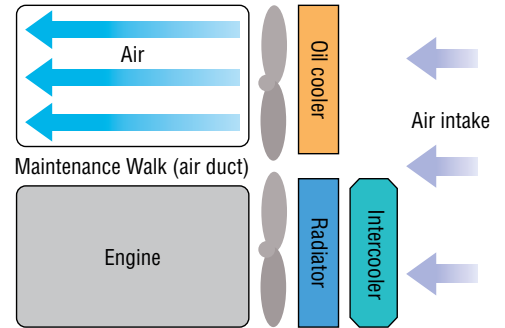 Air
Oil cooler
Air intake
Maintenance Walk (air duct)
Engine
Radiator
Intercooler